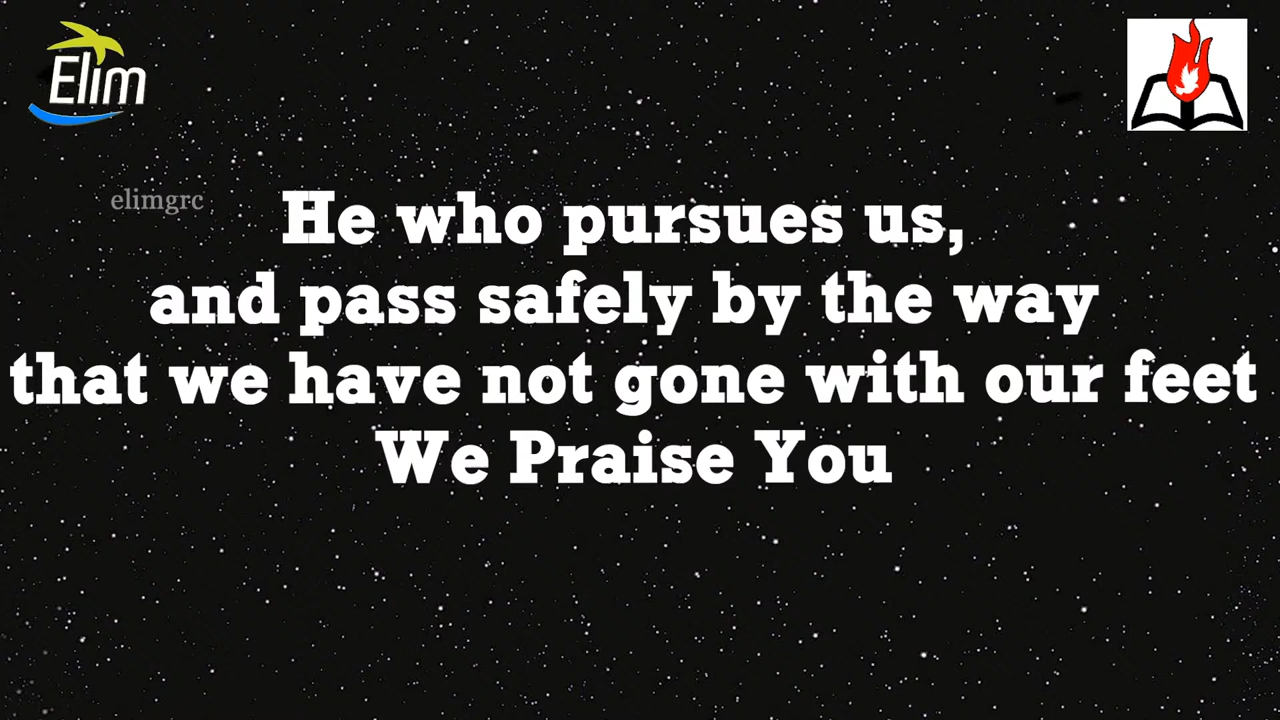 Elim
elimgrc
He who pursues us,
and pass safely by the way
that we have not gone with our feet
We Praise You